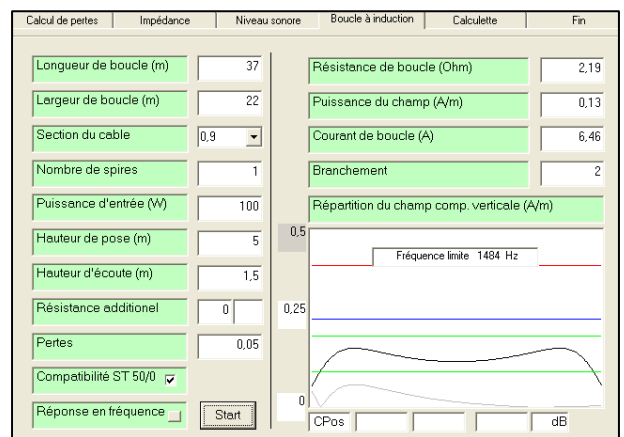 Calcul de pertes
Impédance
Niveau sonore
Boucle à induction
Calculette
Fin
Longueur de boucle (m) 37
Largeur de boucle (m) 22
Section du cable 0,9
Nombre de spires 1
Puissance d'entrée (W) 100
Hauteur de pose (m) 5
Hauteur d'écoute (m) 1,5
Résistance additionel 0
Pertes 0,05
Compatibilité ST 50/0
Réponse en fréquence
Start
Résistance de boucle (Ohm) 2,19
Puissance du champ (A/m) 0,13
Courant de boucle (A) 6,46
Branchement 2
Répartition du champ comp. verticale (A/m)
0,5
Fréquence limite 1484 Hz
0,25
0
CPos
dB